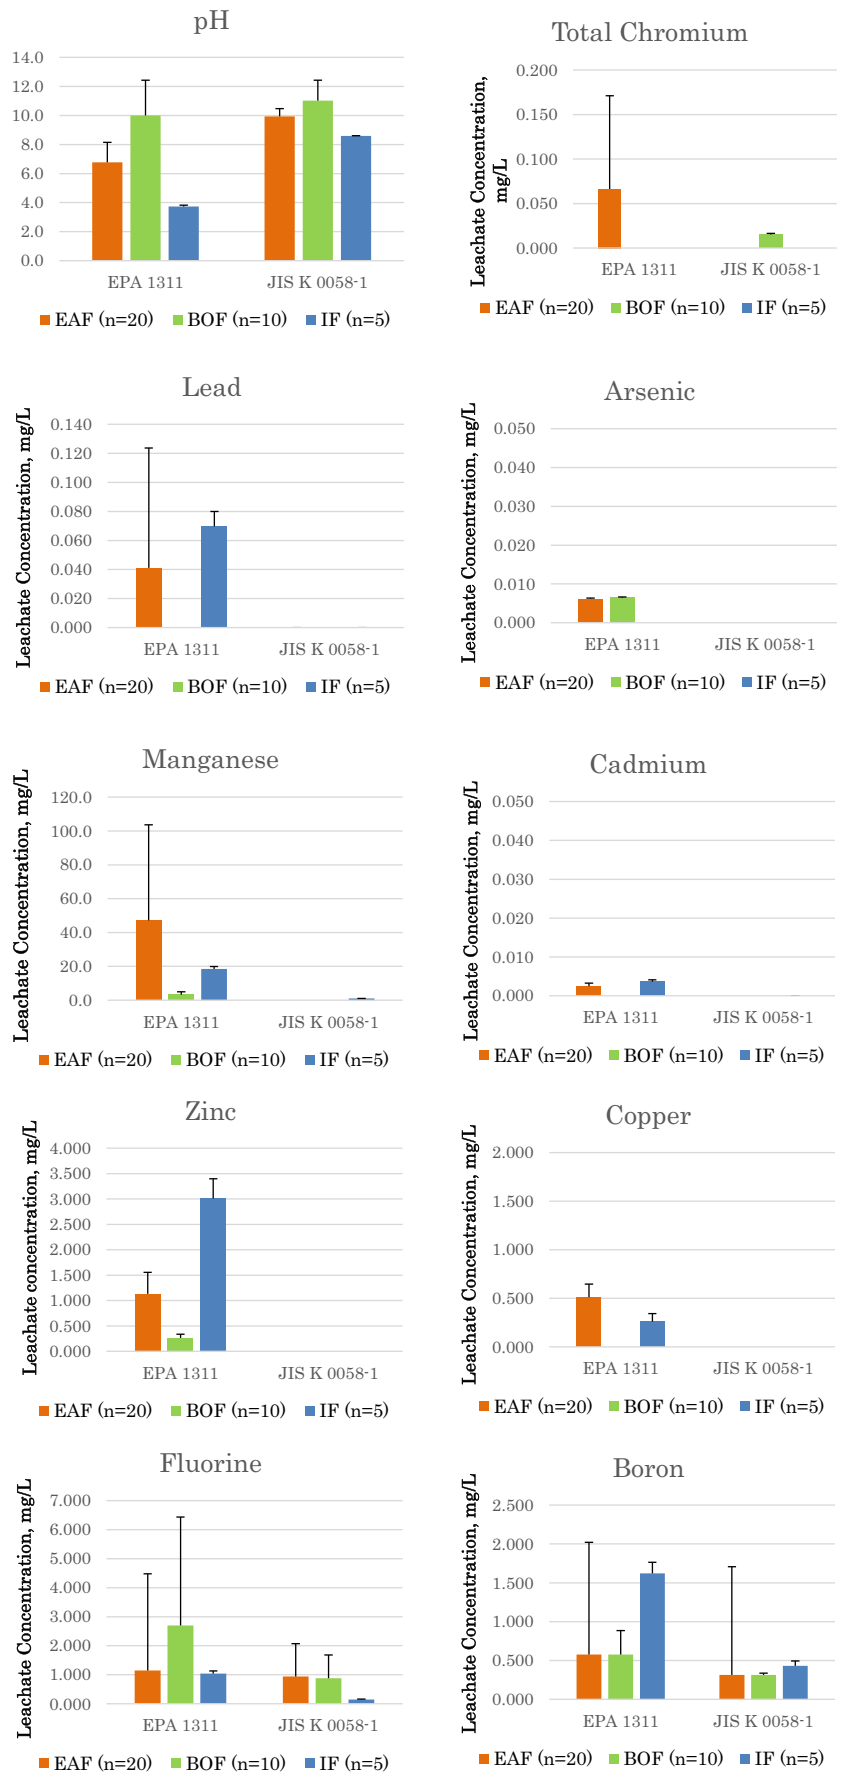 pH
14.0
12.0
10.0
8.0
6.0
4.0
2.0
0.0
EPA 1311
JIS K 0058-1
EAF (n=20) BOF (n=10) IF (n=5)
Total Chromium
Leachate Concentration,
mg/L
0.200
0.150
0.100
0.050
0.000
EPA 1311
JIS K 0058-1
EAF (n=20) BOF (n=10) IF (n=5)
Lead
Leachate Concentration, mg/L
0.140
0.120
0.100
0.080
0.060
0.040
0.020
0.000
EPA 1311
JIS K 0058-1
EAF (n=20) BOF (n=10) IF (n=5)
Arsenic
Leachate Concentration, mg/L
0.050
0.040
0.030
0.020
0.010
0.000
EPA 1311
JIS K 0058-1
EAF (n=20) BOF (n=10) IF (n=5)
Manganese
Leachate Concentration, mg/L
120.0
100.0
80.0
60.0
40.0
20.0
0.0
EPA 1311
JIS K 0058-1
EAF (n=20) BOF (n=10) IF (n=5)
Cadmium
Leachate Concentration, mg/L
0.050
0.040
0.030
0.020
0.010
0.000
EPA 1311
JIS K 0058-1
EAF (n=20) BOF (n=10) IF (n=5)
Zinc
Leachate concentration, mg/L
4.000
3.500
3.000
2.500
2.000
1.500
1.000
0.500
0.000
EPA 1311
JIS K 0058-1
EAF (n=20) BOF (n=10) IF (n=5)
Copper
Leachate Concentration, mg/L
2.000
1.500
1.000
0.500
0.000
EPA 1311
JIS K 0058-1
EAF (n=20) BOF (n=10) IF (n=5)
Fluorine
Leachate Concentration, mg/L
7.000
6.000
5.000
4.000
3.000
2.000
1.000
0.000
EPA 1311
JIS K 0058-1
EAF (n=20) BOF (n=10) IF (n=5)
Boron
Leachate Concentration, mg/L
2.500
2.000
1.500
1.000
0.500
0.000
EPA 1311
JIS K 0058-1
EAF (n=20) BOF (n=10) IF (n=5)